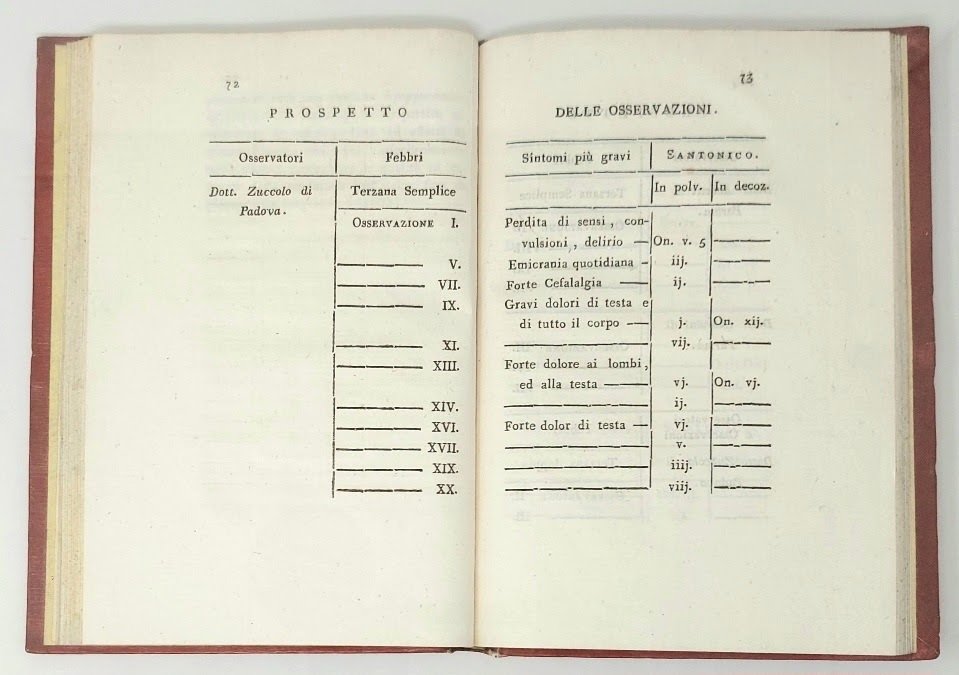 72
PROSPETTO
Osservatori Febbri
Dott. Zuccolo di Terzana Semplice
Padova.
OSSERVAZIONE I.
V.
VII.
IX.
XI.
XIII.
XIV.
XVI.
XVII.
XIX.
XX.
73
DELLE OSSERVAZIONI.
Sintomi più gravi SANTONICO.
In polv. In decoz.
Perdita di sensi, con-
vulsioni, delirio — On. v. 5 ———
Emicrania quotidiana - iij. ———
Forte Cefalalgia — ij. ———
Gravi dolori di testa e
di tutto il corpo — j. On. xij.
——— vij. ———
Forte dolore ai lombi,
ed alla testa — vj. On. vj.
——— ij. ———
Forte dolor di testa — vj. ———
——— v. ———
——— iiij. ———
——— viij. ———